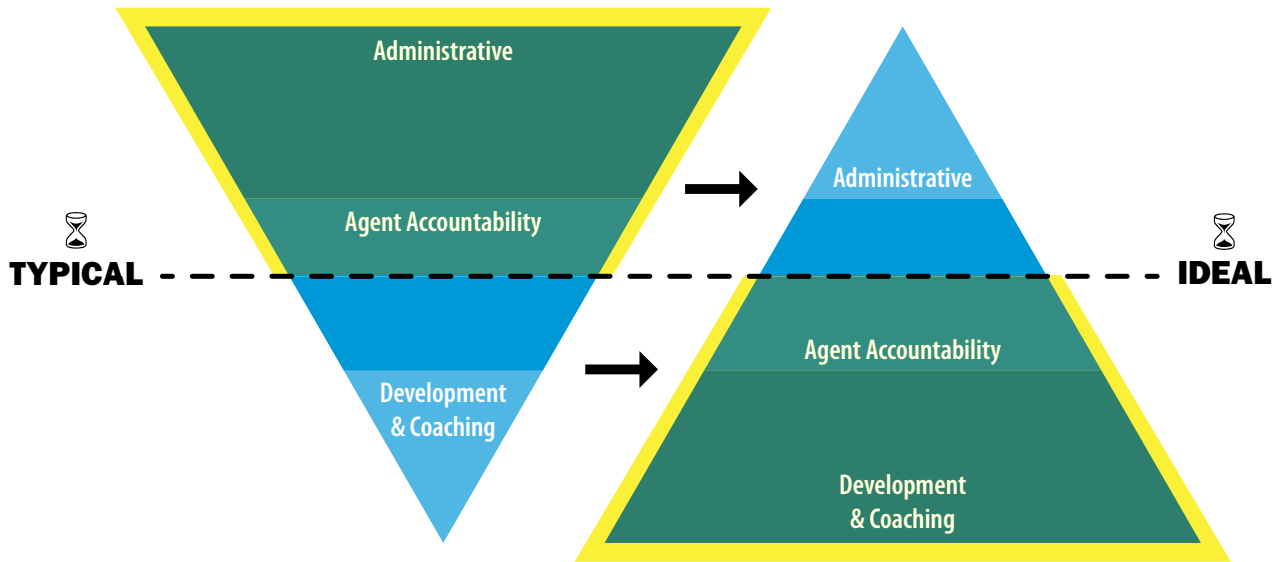 Administrative
Agent Accountability
TYPICAL
Development
& Coaching
Administrative
IDEAL
Agent Accountability
Development
& Coaching